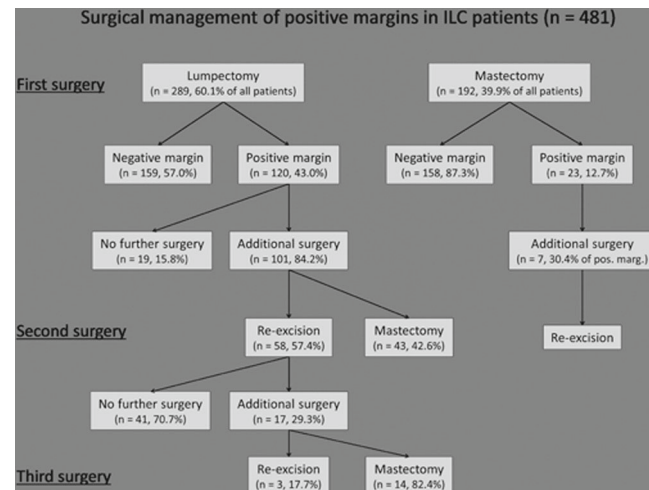 Surgical management of positive margins in ILC patients (n = 481)
First surgery
Lumpectomy
(n = 289, 60.1% of all patients)
Mastectomy
(n = 192, 39.9% of all patients)
Negative margin
(n = 159, 57.0%)
Positive margin
(n = 120, 43.0%)
Negative margin
(n = 158, 87.3%)
Positive margin
(n = 23, 12.7%)
No further surgery
(n = 19, 15.8%)
Additional surgery
(n = 101, 84.2%)
Additional surgery
(n = 7, 30.4% of pos. marg.)
Second surgery
Re-excision
(n = 58, 57.4%)
Mastectomy
(n = 43, 42.6%)
Re-excision
No further surgery
(n = 41, 70.7%)
Additional surgery
(n = 17, 29.3%)
Third surgery
Re-excision
(n = 3, 17.7%)
Mastectomy
(n = 14, 82.4%)